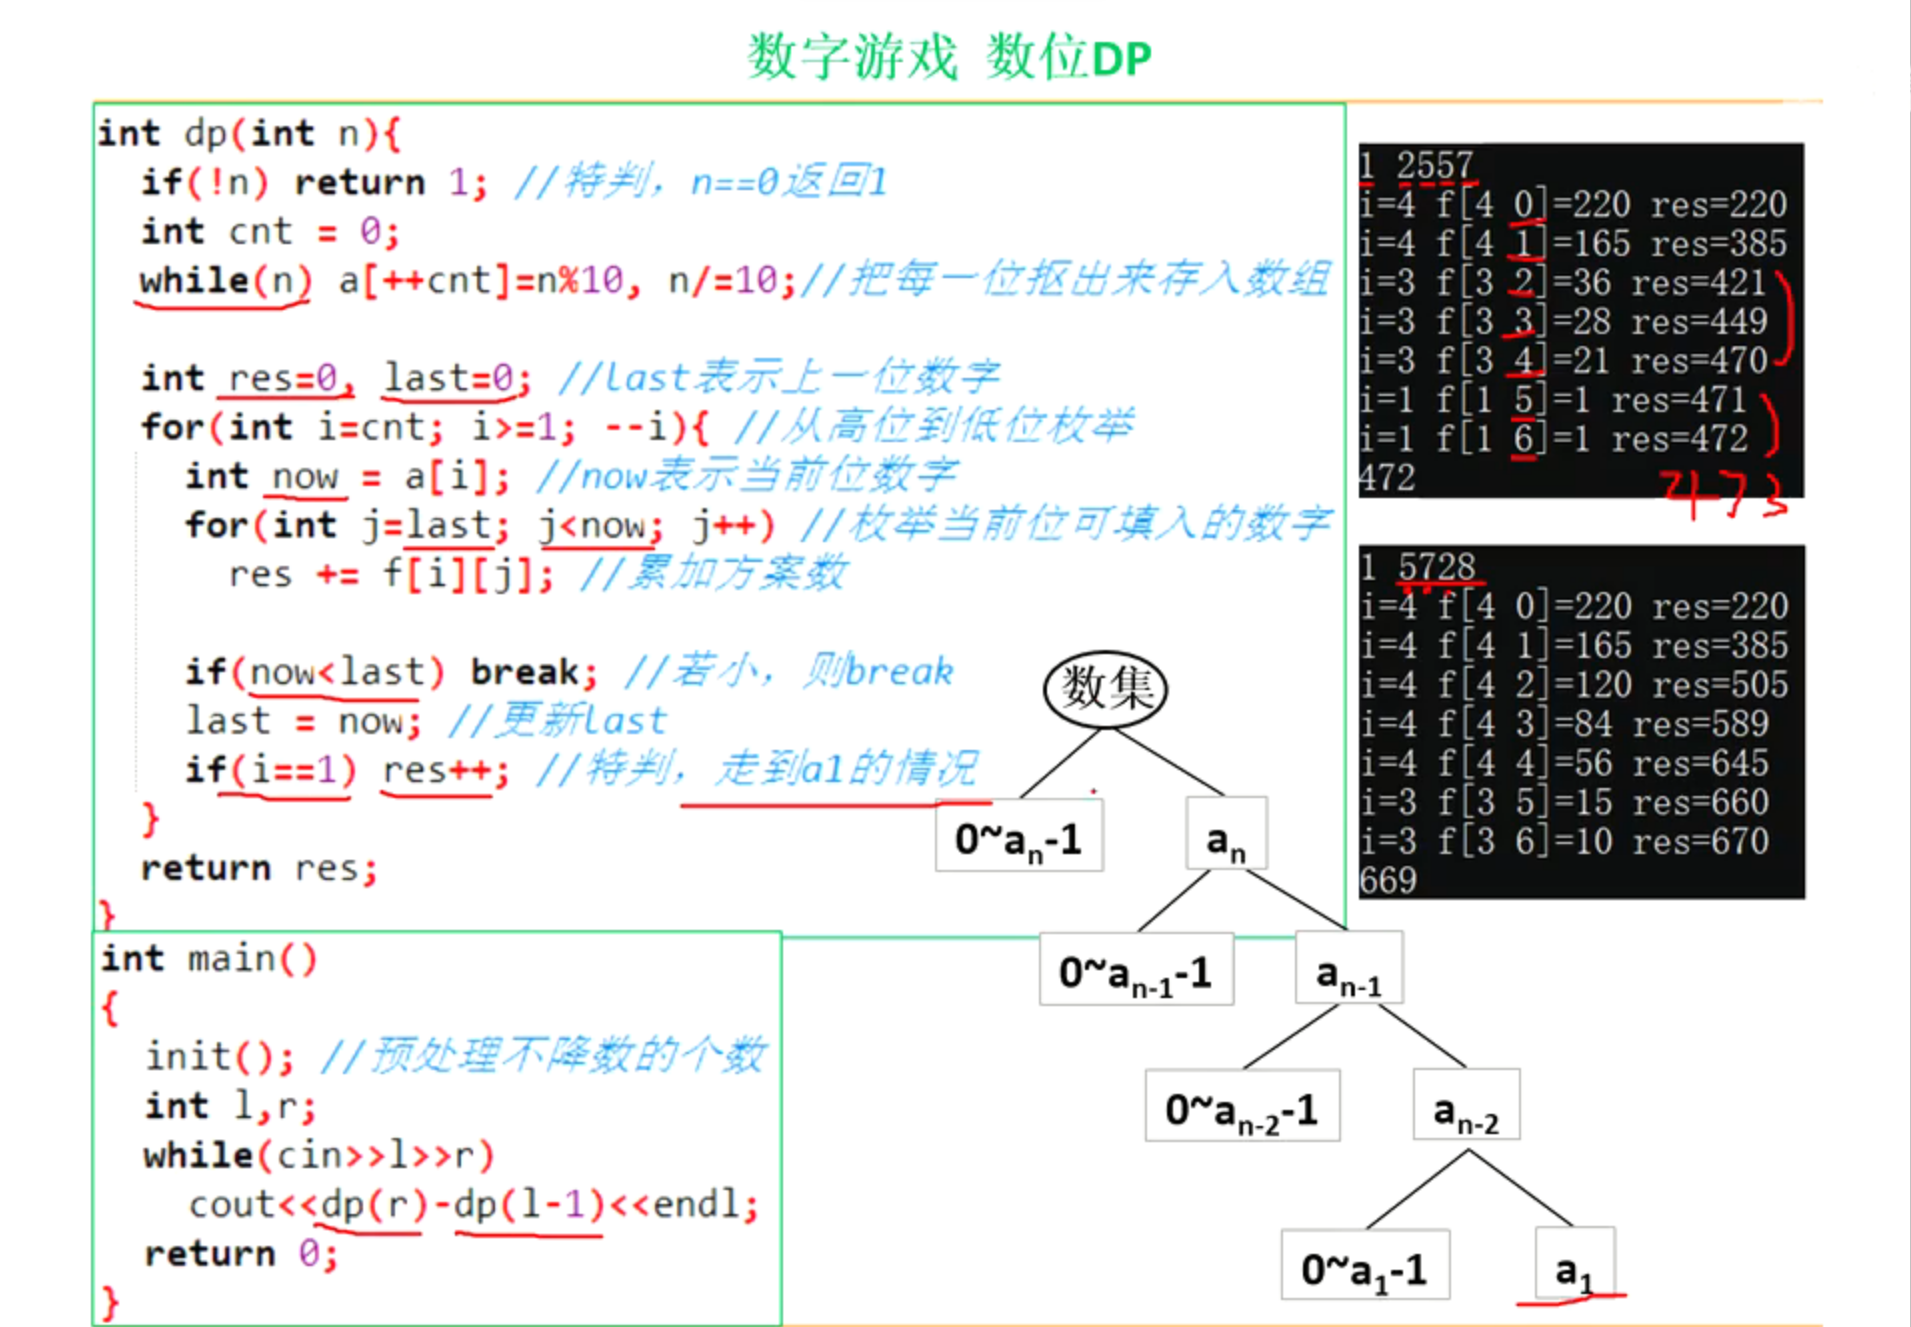 数字游戏 数位DP
int dp(int n){
if(!n) return 1; //特判，n==0返回1
int cnt = 0;
while(n) a[++cnt]=n%10, n/=10;//把每一位抠出来存入数组
int res=0, last=0; //last表示上一位数字
for(int i=cnt; i>=1; --i){ //从高位到低位枚举
int now = a[i]; //now表示当前位数字
for(int j=last; j<now; j++) //枚举当前位可填入的数字
res += f[i][j]; //累加方案数
if(now<last) break; //若小，则break
last = now; //更新last
if(i==1) res++; //特判，走到a1的情况
}
return res;
}
int main()
{
init(); //预处理不降数的个数
int l,r;
while(cin>>l>>r)
cout<<dp(r)-dp(l-1)<<endl;
return 0;
}
1 2557
i=4 f[4 0]=220 res=220
i=4 f[4 1]=165 res=385
i=3 f[3 2]=36 res=421
i=3 f[3 3]=28 res=449
i=3 f[3 4]=21 res=470
i=1 f[1 5]=1 res=471
i=1 f[1 6]=1 res=472
472
473
1 5728
i=4 f[4 0]=220 res=220
i=4 f[4 1]=165 res=385
i=4 f[4 2]=120 res=505
i=4 f[4 3]=84 res=589
i=4 f[4 4]=56 res=645
i=3 f[3 5]=15 res=660
i=3 f[3 6]=10 res=670
669
数集
0~an-1
an
0~an-1-1
an-1
0~an-2-1
an-2
0~a1-1
a1